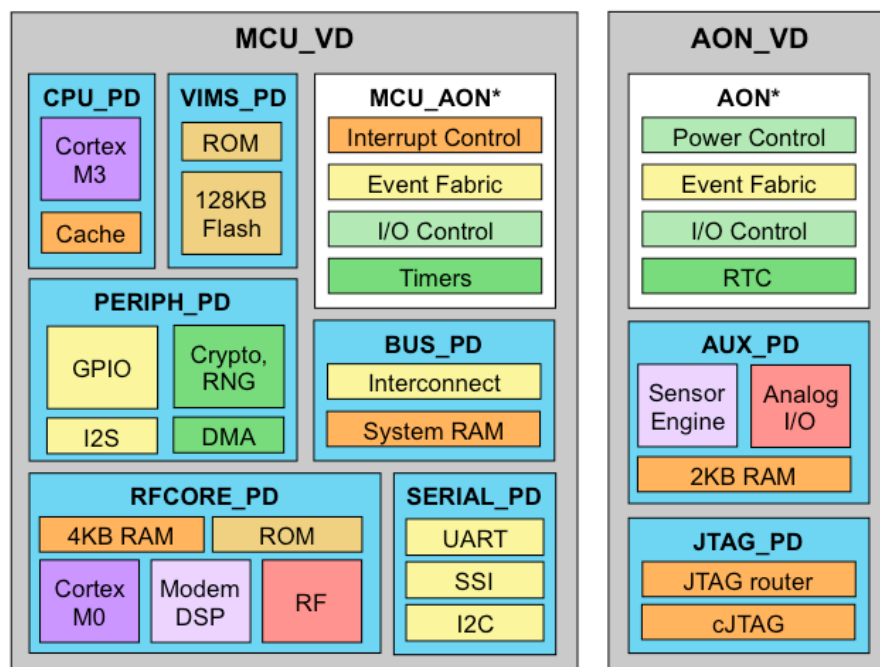 MCU_VD
CPU_PD
Cortex
M3
Cache
VIMS_PD
ROM
128KB
Flash
MCU_AON*
Interrupt Control
Event Fabric
I/O Control
Timers
PERIPH_PD
GPIO
Crypto,
RNG
I2S
DMA
BUS_PD
Interconnect
System RAM
RFCORE_PD
4KB RAM
ROM
Cortex
M0
Modem
DSP
RF
SERIAL_PD
UART
SSI
I2C
AON_VD
AON*
Power Control
Event Fabric
I/O Control
RTC
AUX_PD
Sensor
Engine
Analog
I/O
2KB RAM
JTAG_PD
JTAG router
cJTAG